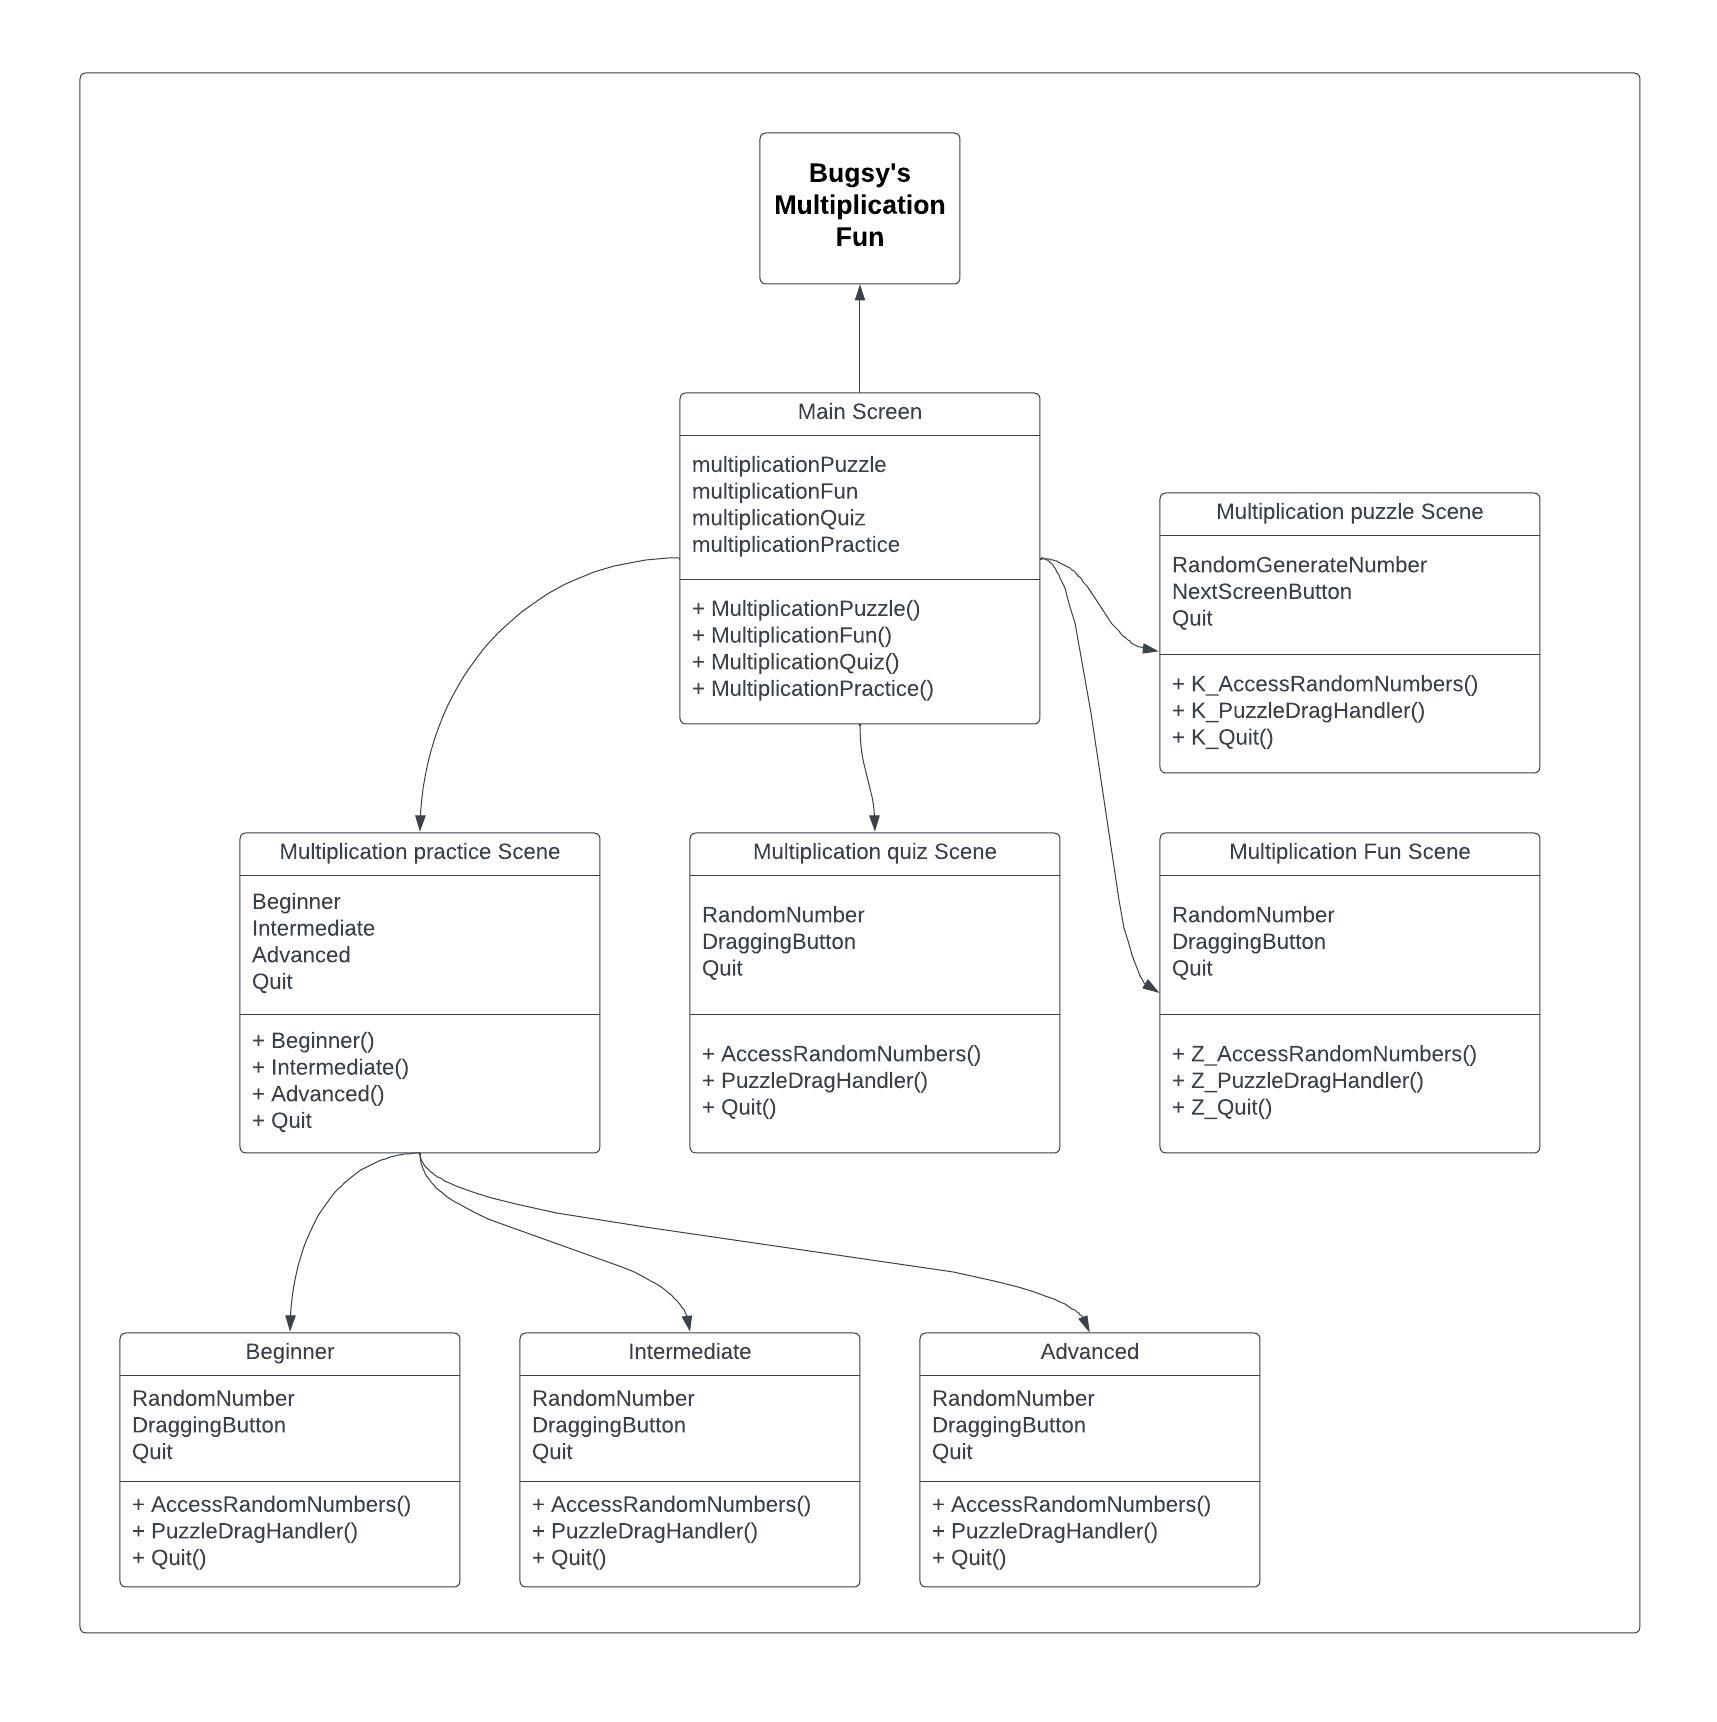 Bugsy's
Multiplication
Fun
Main Screen
multiplicationPuzzle
multiplicationFun
multiplicationQuiz
multiplicationPractice
+ MultiplicationPuzzle()
+ MultiplicationFun()
+ MultiplicationQuiz()
+ MultiplicationPractice()
Multiplication puzzle Scene
RandomGenerateNumber
NextScreenButton
Quit
+ K_AccessRandomNumbers()
+ K_PuzzleDragHandler()
+ K_Quit()
Multiplication practice Scene
Beginner
Intermediate
Advanced
Quit
+ Beginner()
+ Intermediate()
+ Advanced()
+ Quit
Multiplication quiz Scene
RandomNumber
DraggingButton
Quit
+ AccessRandomNumbers()
+ PuzzleDragHandler()
+ Quit()
Multiplication Fun Scene
RandomNumber
DraggingButton
Quit
+ Z_AccessRandomNumbers()
+ Z_PuzzleDragHandler()
+ Z_Quit()
Beginner
RandomNumber
DraggingButton
Quit
+ AccessRandomNumbers()
+ PuzzleDragHandler()
+ Quit()
Intermediate
RandomNumber
DraggingButton
Quit
+ AccessRandomNumbers()
+ PuzzleDragHandler()
+ Quit()
Advanced
RandomNumber
DraggingButton
Quit
+ AccessRandomNumbers()
+ PuzzleDragHandler()
+ Quit()